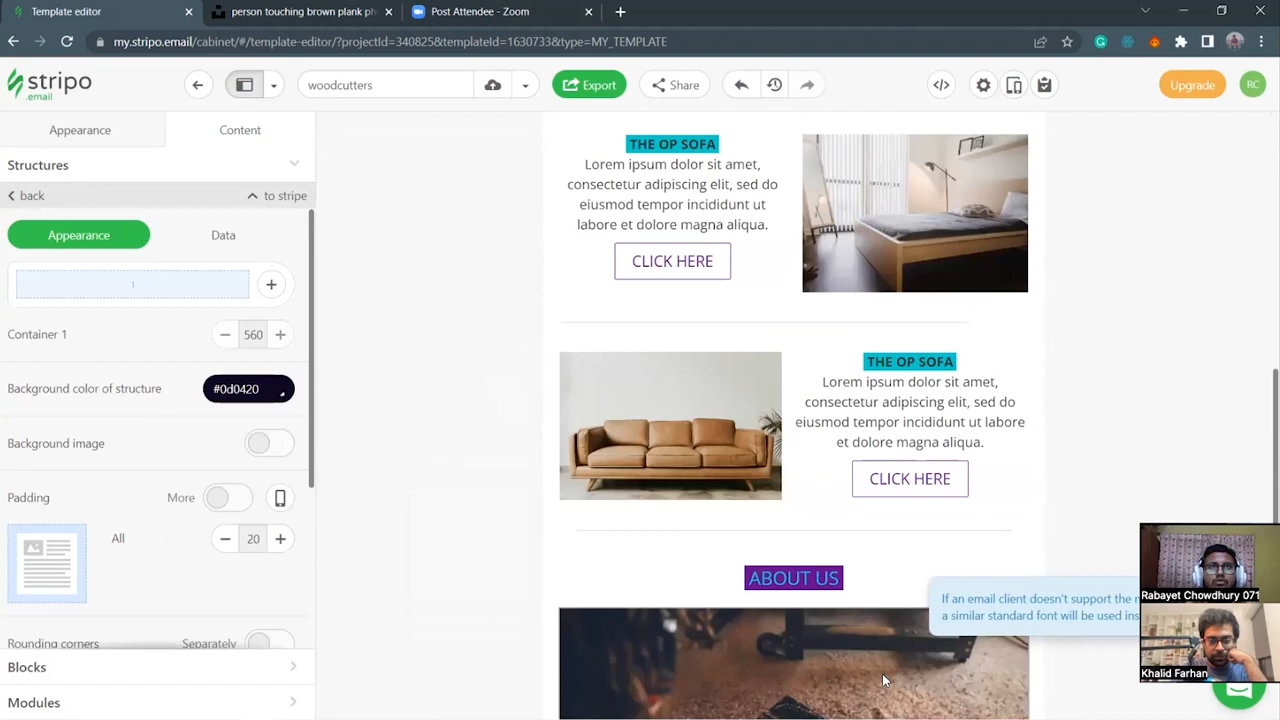 Template editor
person touching brown plank ph
Post Attendee - Zoom
my.stripo.email/cabinet/#/template-editor/?projectId=340825&templateId=1630733&type=MY_TEMPLATE
stripo
.email
woodcutters
Export
Share
Upgrade
RC
Appearance
Content
Structures
back
to stripe
Appearance
Data
1
Container 1
560
Background color of structure
#0d0420
Background image
Padding
More
All
20
Rounding corners
Separately
Blocks
Modules
THE OP SOFA
Lorem ipsum dolor sit amet,
consectetur adipiscing elit, sed do
eiusmod tempor incididunt ut
labore et dolore magna aliqua.
CLICK HERE
THE OP SOFA
Lorem ipsum dolor sit amet,
consectetur adipiscing elit, sed do
eiusmod tempor incididunt ut labore
et dolore magna aliqua.
CLICK HERE
ABOUT US
If an email client doesn't support the
a similar standard font will be used
Rabayet Chowdhury 071
Khalid Farhan